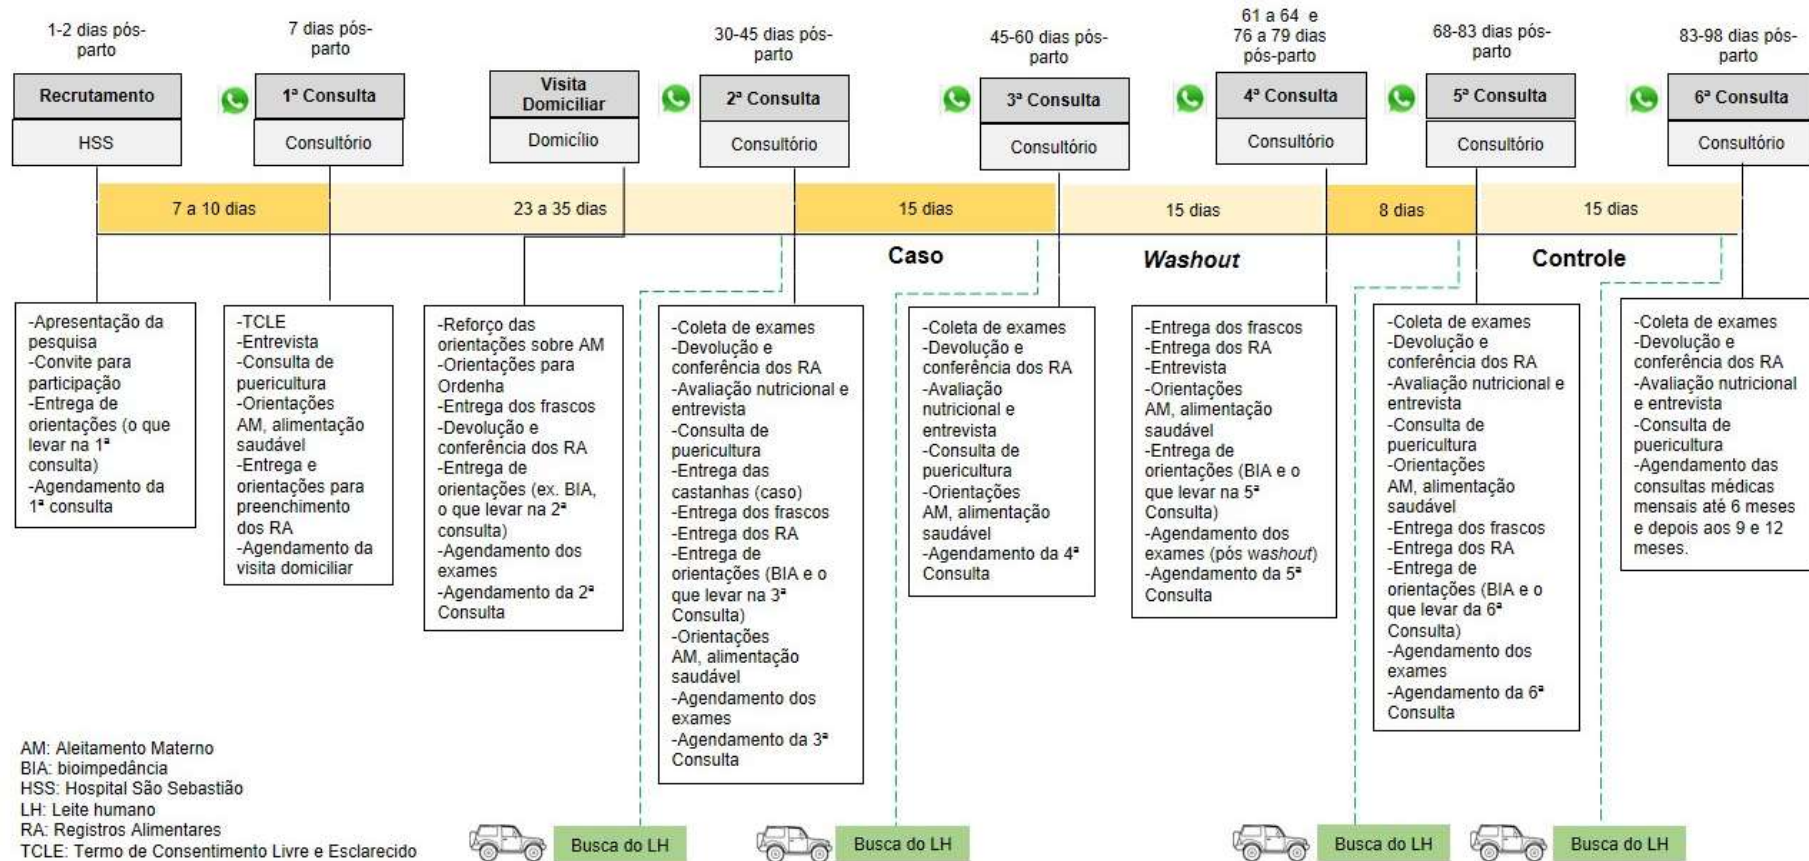 1-2 dias pós-
parto
Recrutamento
HSS
7 dias pós-
parto
1ª Consulta
Consultório
Visita
Domiciliar
Domicílio
30-45 dias pós-
parto
2ª Consulta
Consultório
45-60 dias pós-
parto
3ª Consulta
Consultório
61 a 64 e
76 a 79 dias
pós-parto
4ª Consulta
Consultório
68-83 dias pós-
parto
5ª Consulta
Consultório
83-98 dias pós-
parto
6ª Consulta
Consultório
7 a 10 dias
23 a 35 dias
15 dias
15 dias
8 dias
15 dias
Caso
Washout
Controle
-Apresentação da
pesquisa
-Convite para
participação
-Entrega de
orientações (o que
levar na 1ª
consulta)
-Agendamento da
1ª consulta
-TCLE
-Entrevista
-Consulta de
puericultura
-Orientações
AM, alimentação
saudável
-Entrega e
orientações para
preenchimento
dos RA
-Agendamento da
visita domiciliar
-Reforço das
orientações sobre AM
-Orientações para
Ordenha
-Entrega dos frascos
-Devolução e
conferência dos RA
-Entrega de
orientações (ex. BIA,
o que levar na 2ª
consulta)
-Agendamento dos
exames
-Agendamento da 2ª
Consulta
-Coleta de exames
-Devolução e
conferência dos RA
-Avaliação nutricional e
entrevista
-Consulta de
puericultura
-Entrega das
castanhas (caso)
-Entrega dos frascos
-Entrega dos RA
-Entrega de
orientações (BIA e o
que levar na 3ª
Consulta)
-Orientações
AM, alimentação
saudável
-Agendamento dos
exames
-Agendamento da 3ª
Consulta
-Coleta de exames
-Devolução e
conferência dos RA
-Avaliação
nutricional e
entrevista
-Consulta de
puericultura
-Orientações
AM, alimentação
saudável
-Agendamento da 4ª
Consulta
-Entrega dos frascos
-Entrega dos RA
-Entrevista
-Orientações
AM, alimentação
saudável
-Entrega de
orientações (BIA e o
que levar na 5ª
Consulta)
-Agendamento dos
exames (pós washout)
-Agendamento da 5ª
Consulta
-Coleta de exames
-Devolução e
conferência dos RA
-Avaliação nutricional e
entrevista
-Consulta de
puericultura
-Orientações
AM, alimentação
saudável
-Entrega dos frascos
-Entrega dos RA
-Entrega de
orientações (BIA e o
que levar da 6ª
Consulta)
-Agendamento dos
exames
-Agendamento da 6ª
Consulta
-Coleta de exames
-Devolução e
conferência dos RA
-Avaliação nutricional
e entrevista
-Consulta de
puericultura
-Agendamento das
consultas médicas
mensais até 6 meses
e depois aos 9 e 12
meses.
AM: Aleitamento Materno
BIA: bioimpedância
HSS: Hospital São Sebastião
LH: Leite humano
RA: Registros Alimentares
TCLE: Termo de Consentimento Livre e Esclarecido
Busca do LH
Busca do LH
Busca do LH
Busca do LH